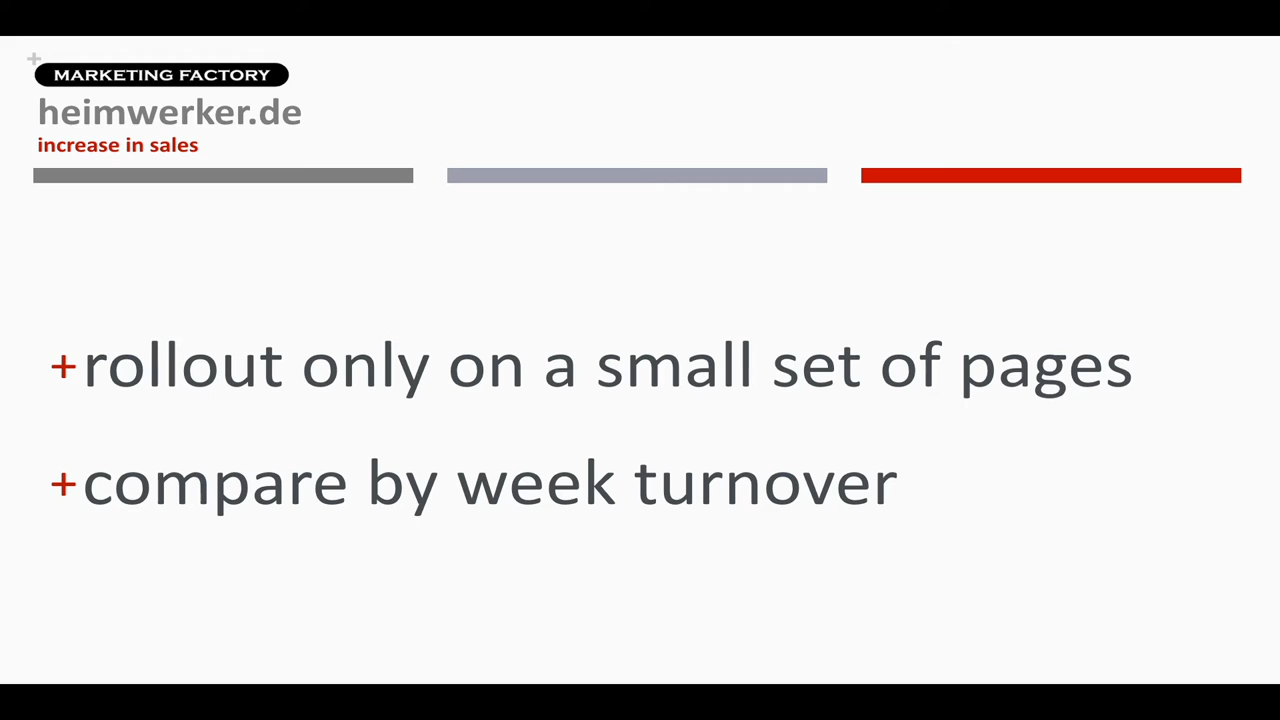 +
MARKETING FACTORY
heimwerker.de
increase in sales
+rollout only on a small set of pages
+compare by week turnover